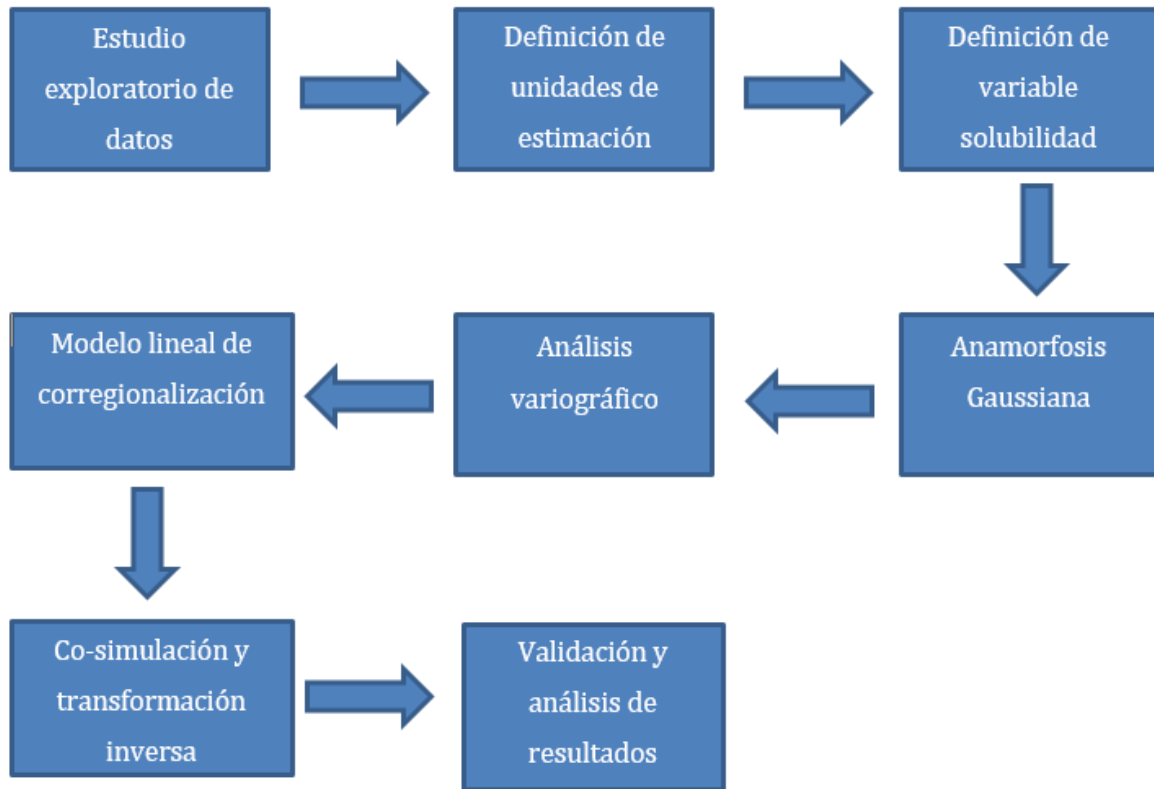 Estudio
exploratorio de
datos
Definición de
unidades de
estimación
Definición de
variable
solubilidad
Anamorfosis
Gaussiana
Análisis
variográfico
Modelo lineal de
corregionalización
Co-simulación y
transformación
inversa
Validación y
análisis de
resultados